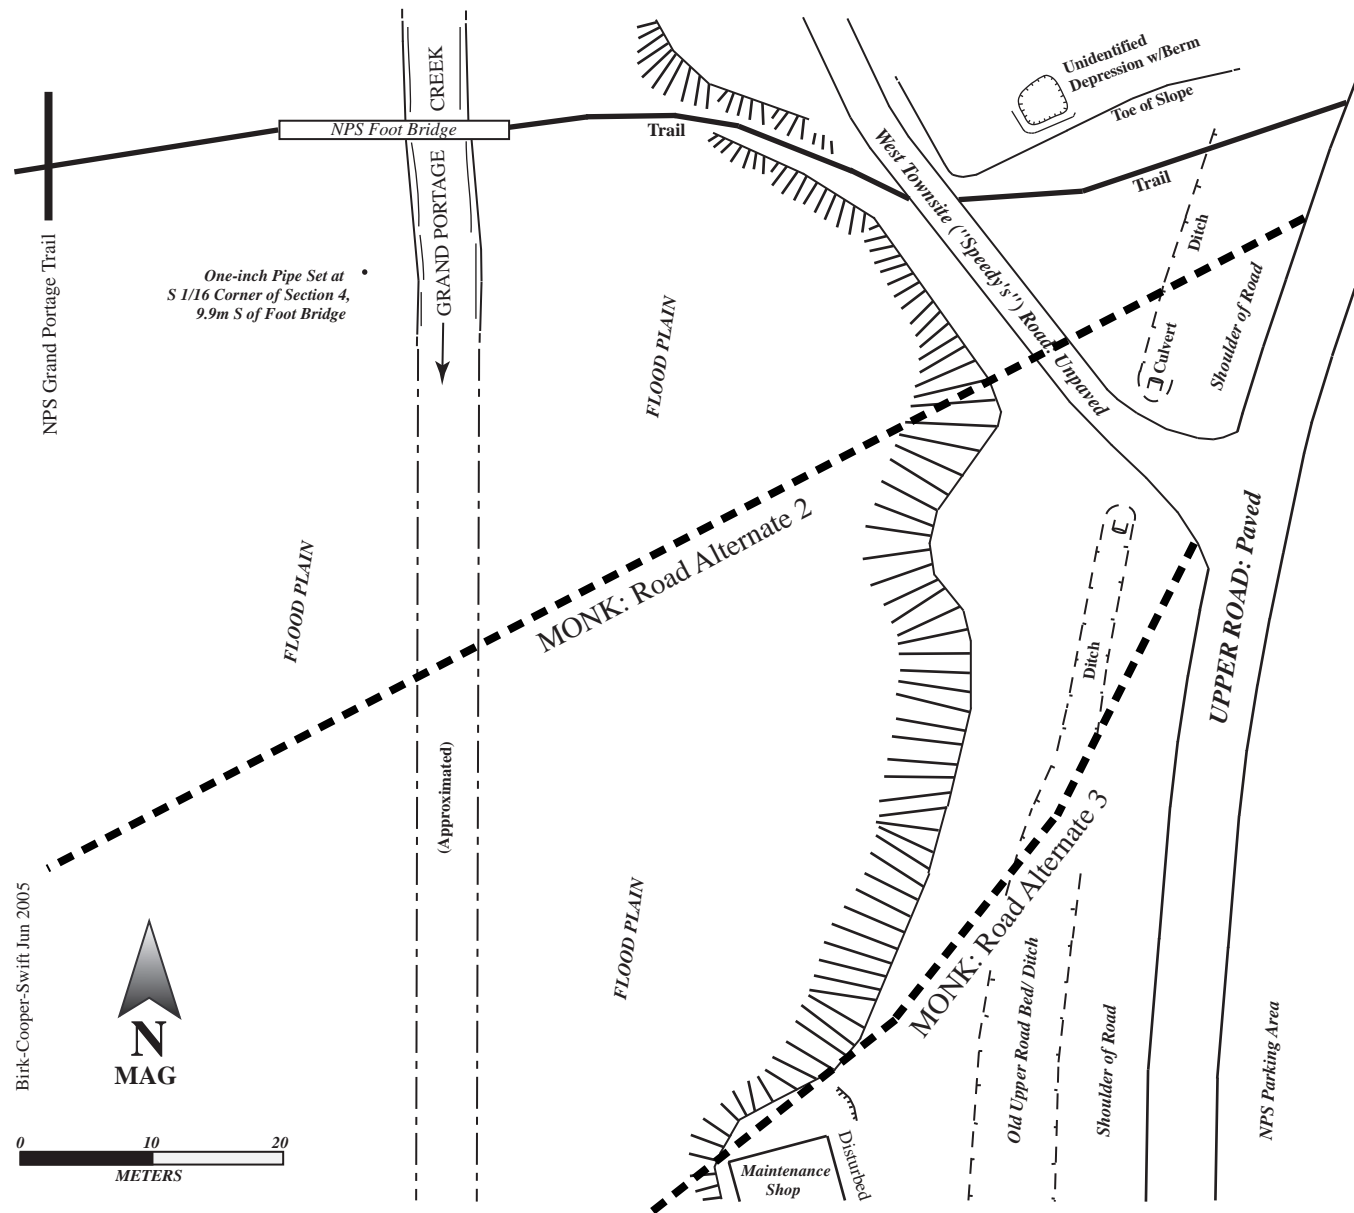 Unidentified
Depression w/Berm
Toe of Slope
CREEK
NPS Foot Bridge
Trail
West Townsite ("Speedy's") Road: Unpaved
Trail
GRAND PORTAGE
Ditch
NPS Grand Portage Trail
One-inch Pipe Set at
S 1/16 Corner of Section 4,
9.9m S of Foot Bridge
FLOOD PLAIN
Culvert
Shoulder of Road
MONK: Road Alternate 2
FLOOD PLAIN
UPPER ROAD: Paved
Ditch
(Approximated)
MONK: Road Alternate 3
Birk-Cooper-Swift Jun 2005
FLOOD PLAIN
N
MAG
Old Upper Road Bed/ Ditch
Shoulder of Road
NPS Parking Area
0 10 20
METERS
Disturbed
Maintenance
Shop